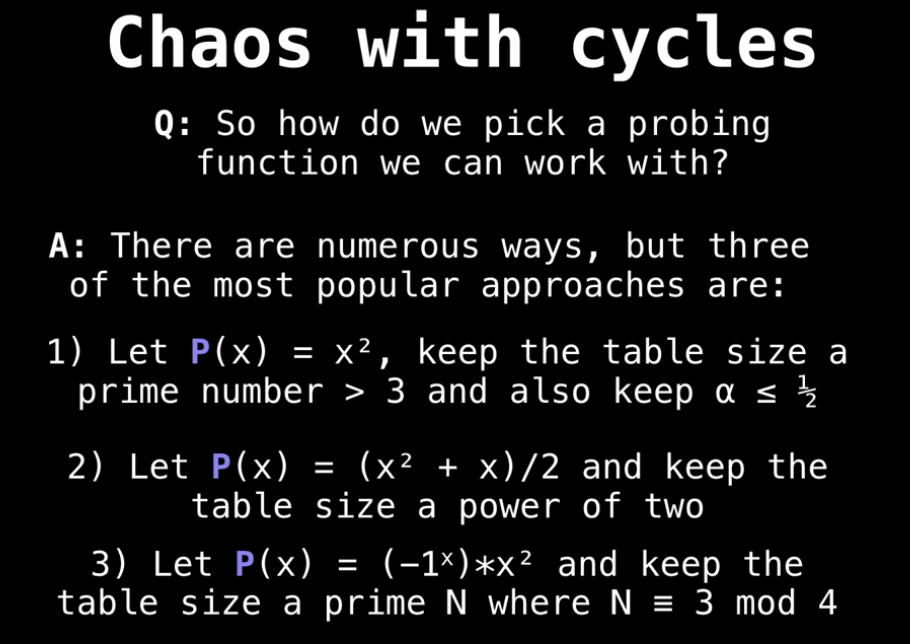 Chaos with cycles
Q: So how do we pick a probing
function we can work with?
A: There are numerous ways, but three
of the most popular approaches are:
1) Let P(x) = x², keep the table size a
prime number > 3 and also keep α ≤ ½
2) Let P(x) = (x² + x)/2 and keep the
table size a power of two
3) Let P(x) = (-1ˣ)*x² and keep the
table size a prime N where N ≡ 3 mod 4